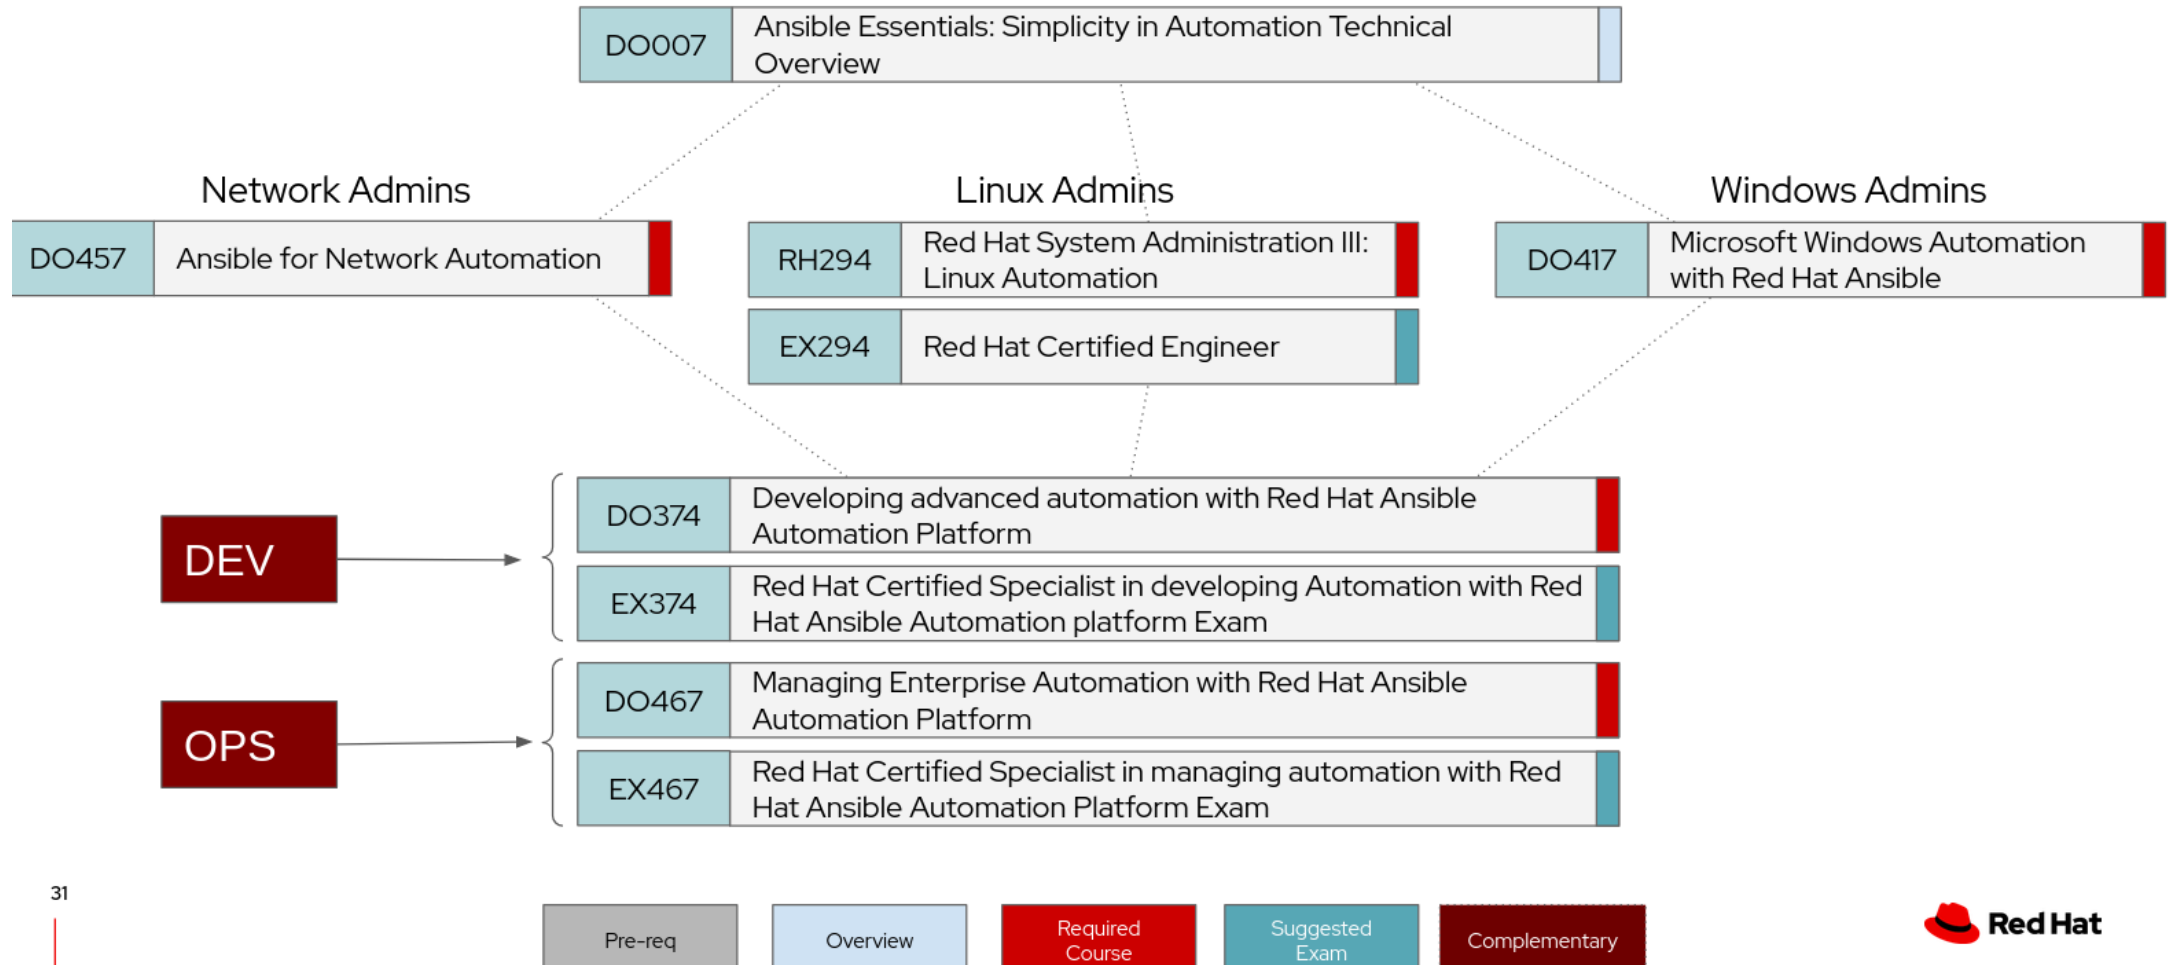 DO007
Ansible Essentials: Simplicity in Automation Technical
Overview
Network Admins
Linux Admins
Windows Admins
DO457
Ansible for Network Automation
RH294
Red Hat System Administration III:
Linux Automation
DO417
Microsoft Windows Automation
with Red Hat Ansible
EX294
Red Hat Certified Engineer
DEV
DO374
Developing advanced automation with Red Hat Ansible
Automation Platform
EX374
Red Hat Certified Specialist in developing Automation with Red
Hat Ansible Automation platform Exam
OPS
DO467
Managing Enterprise Automation with Red Hat Ansible
Automation Platform
EX467
Red Hat Certified Specialist in managing automation with Red
Hat Ansible Automation Platform Exam
31
Pre-req
Overview
Required
Course
Suggested
Exam
Complementary
Red Hat